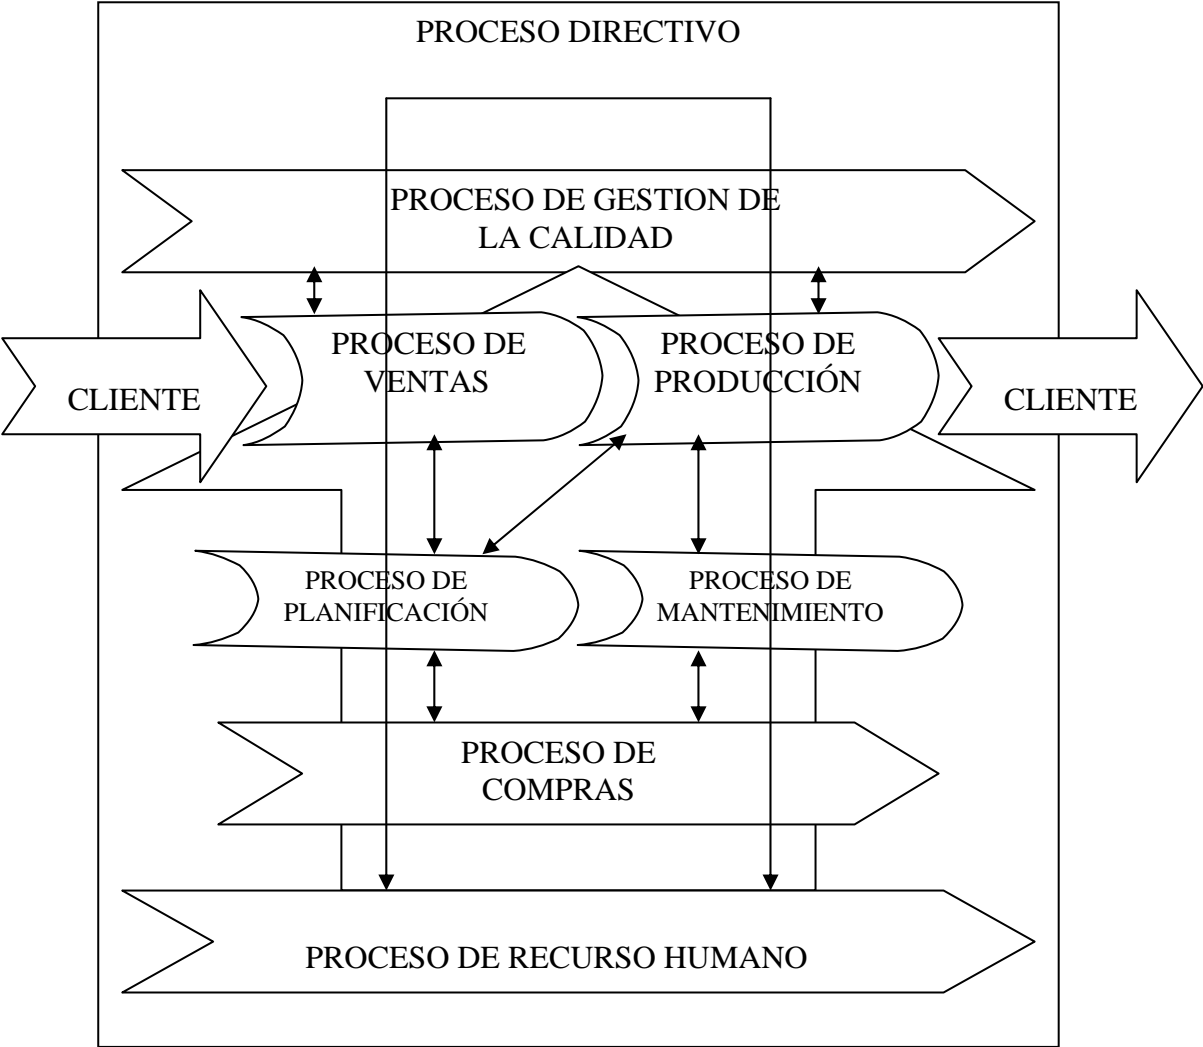 PROCESO DIRECTIVO
PROCESO DE GESTION DE
LA CALIDAD
CLIENTE
PROCESO DE
VENTAS
PROCESO DE
PRODUCCIÓN
CLIENTE
PROCESO DE
PLANIFICACIÓN
PROCESO DE
MANTENIMIENTO
PROCESO DE
COMPRAS
PROCESO DE RECURSO HUMANO